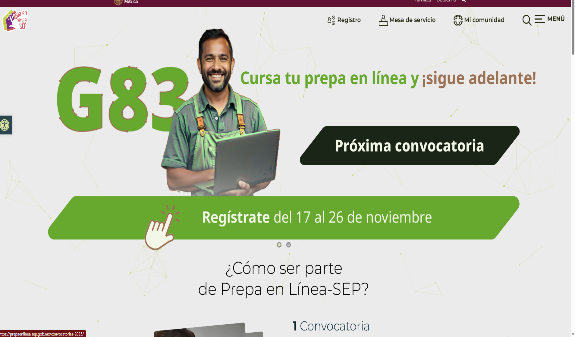 Registro
Mesa de servicio
Mi comunidad
MENÚ
G83
Cursa tu prepa en línea y ¡sigue adelante!
Próxima convocatoria
Regístrate del 17 al 26 de noviembre
¿Cómo ser parte
de Prepa en Línea-SEP?
1 Convocatoria